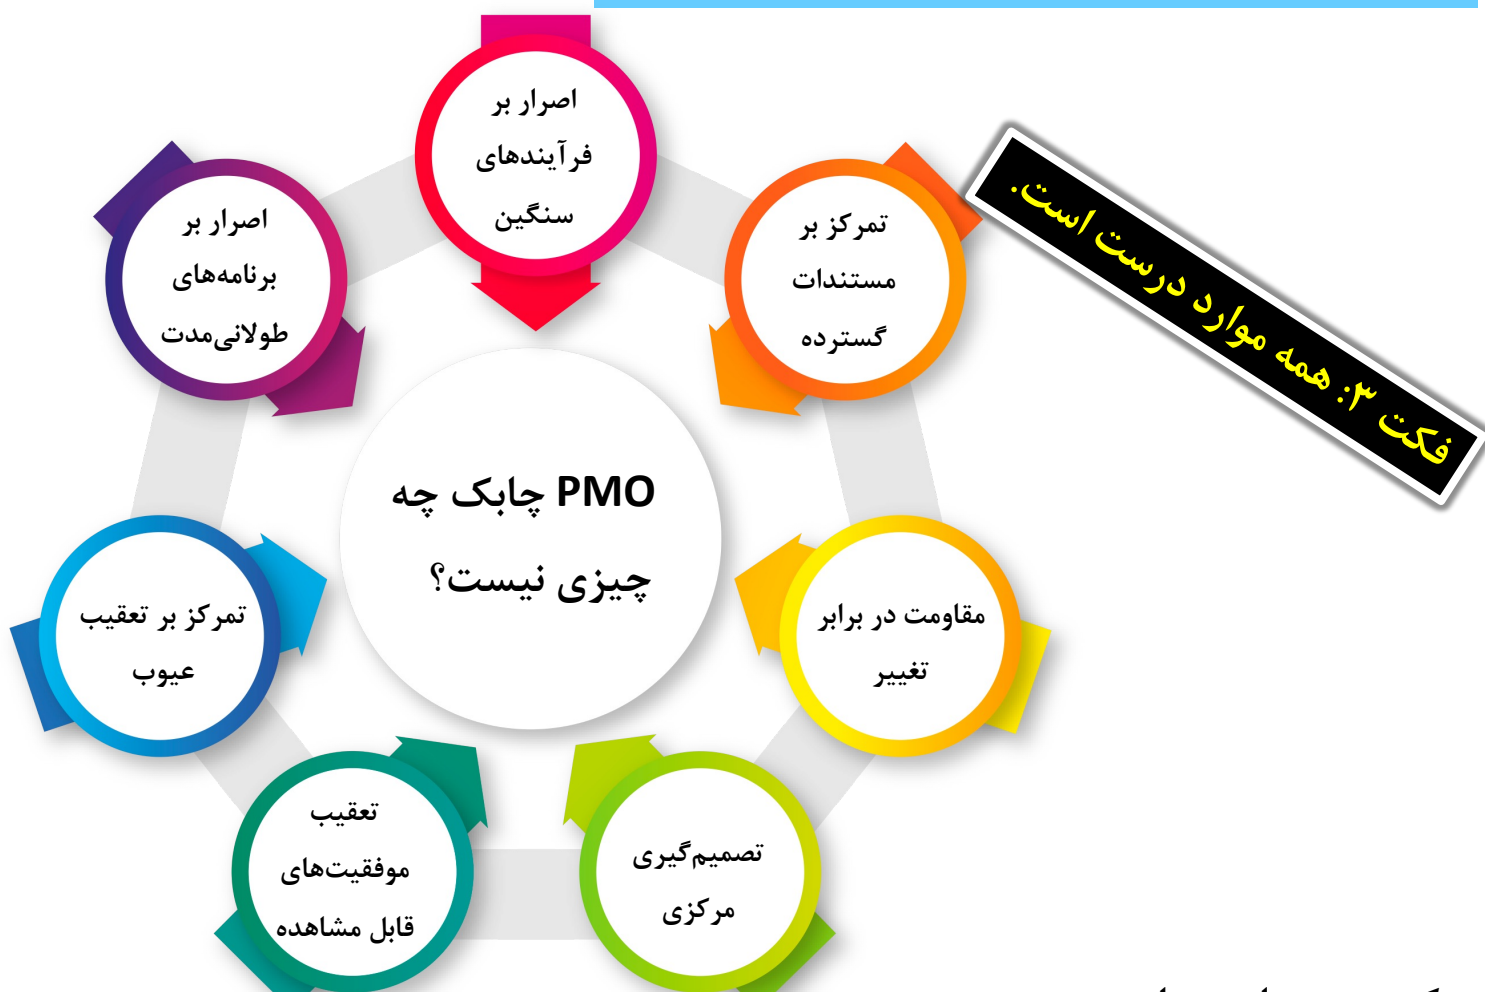 اصرار بر
فرآیندهای
سنگین
تمرکز بر
مستندات
گسترده
مقاومت در برابر
تغییر
تصمیم‌گیری
مرکزی
تعقیب
موفقیت‌های
قابل مشاهده
تمرکز بر تعقیب
عیوب
اصرار بر
برنامه‌های
طولانی‌مدت
PMO چابک چه
چیزی نیست؟
فکت ۳: همه موارد درست است.